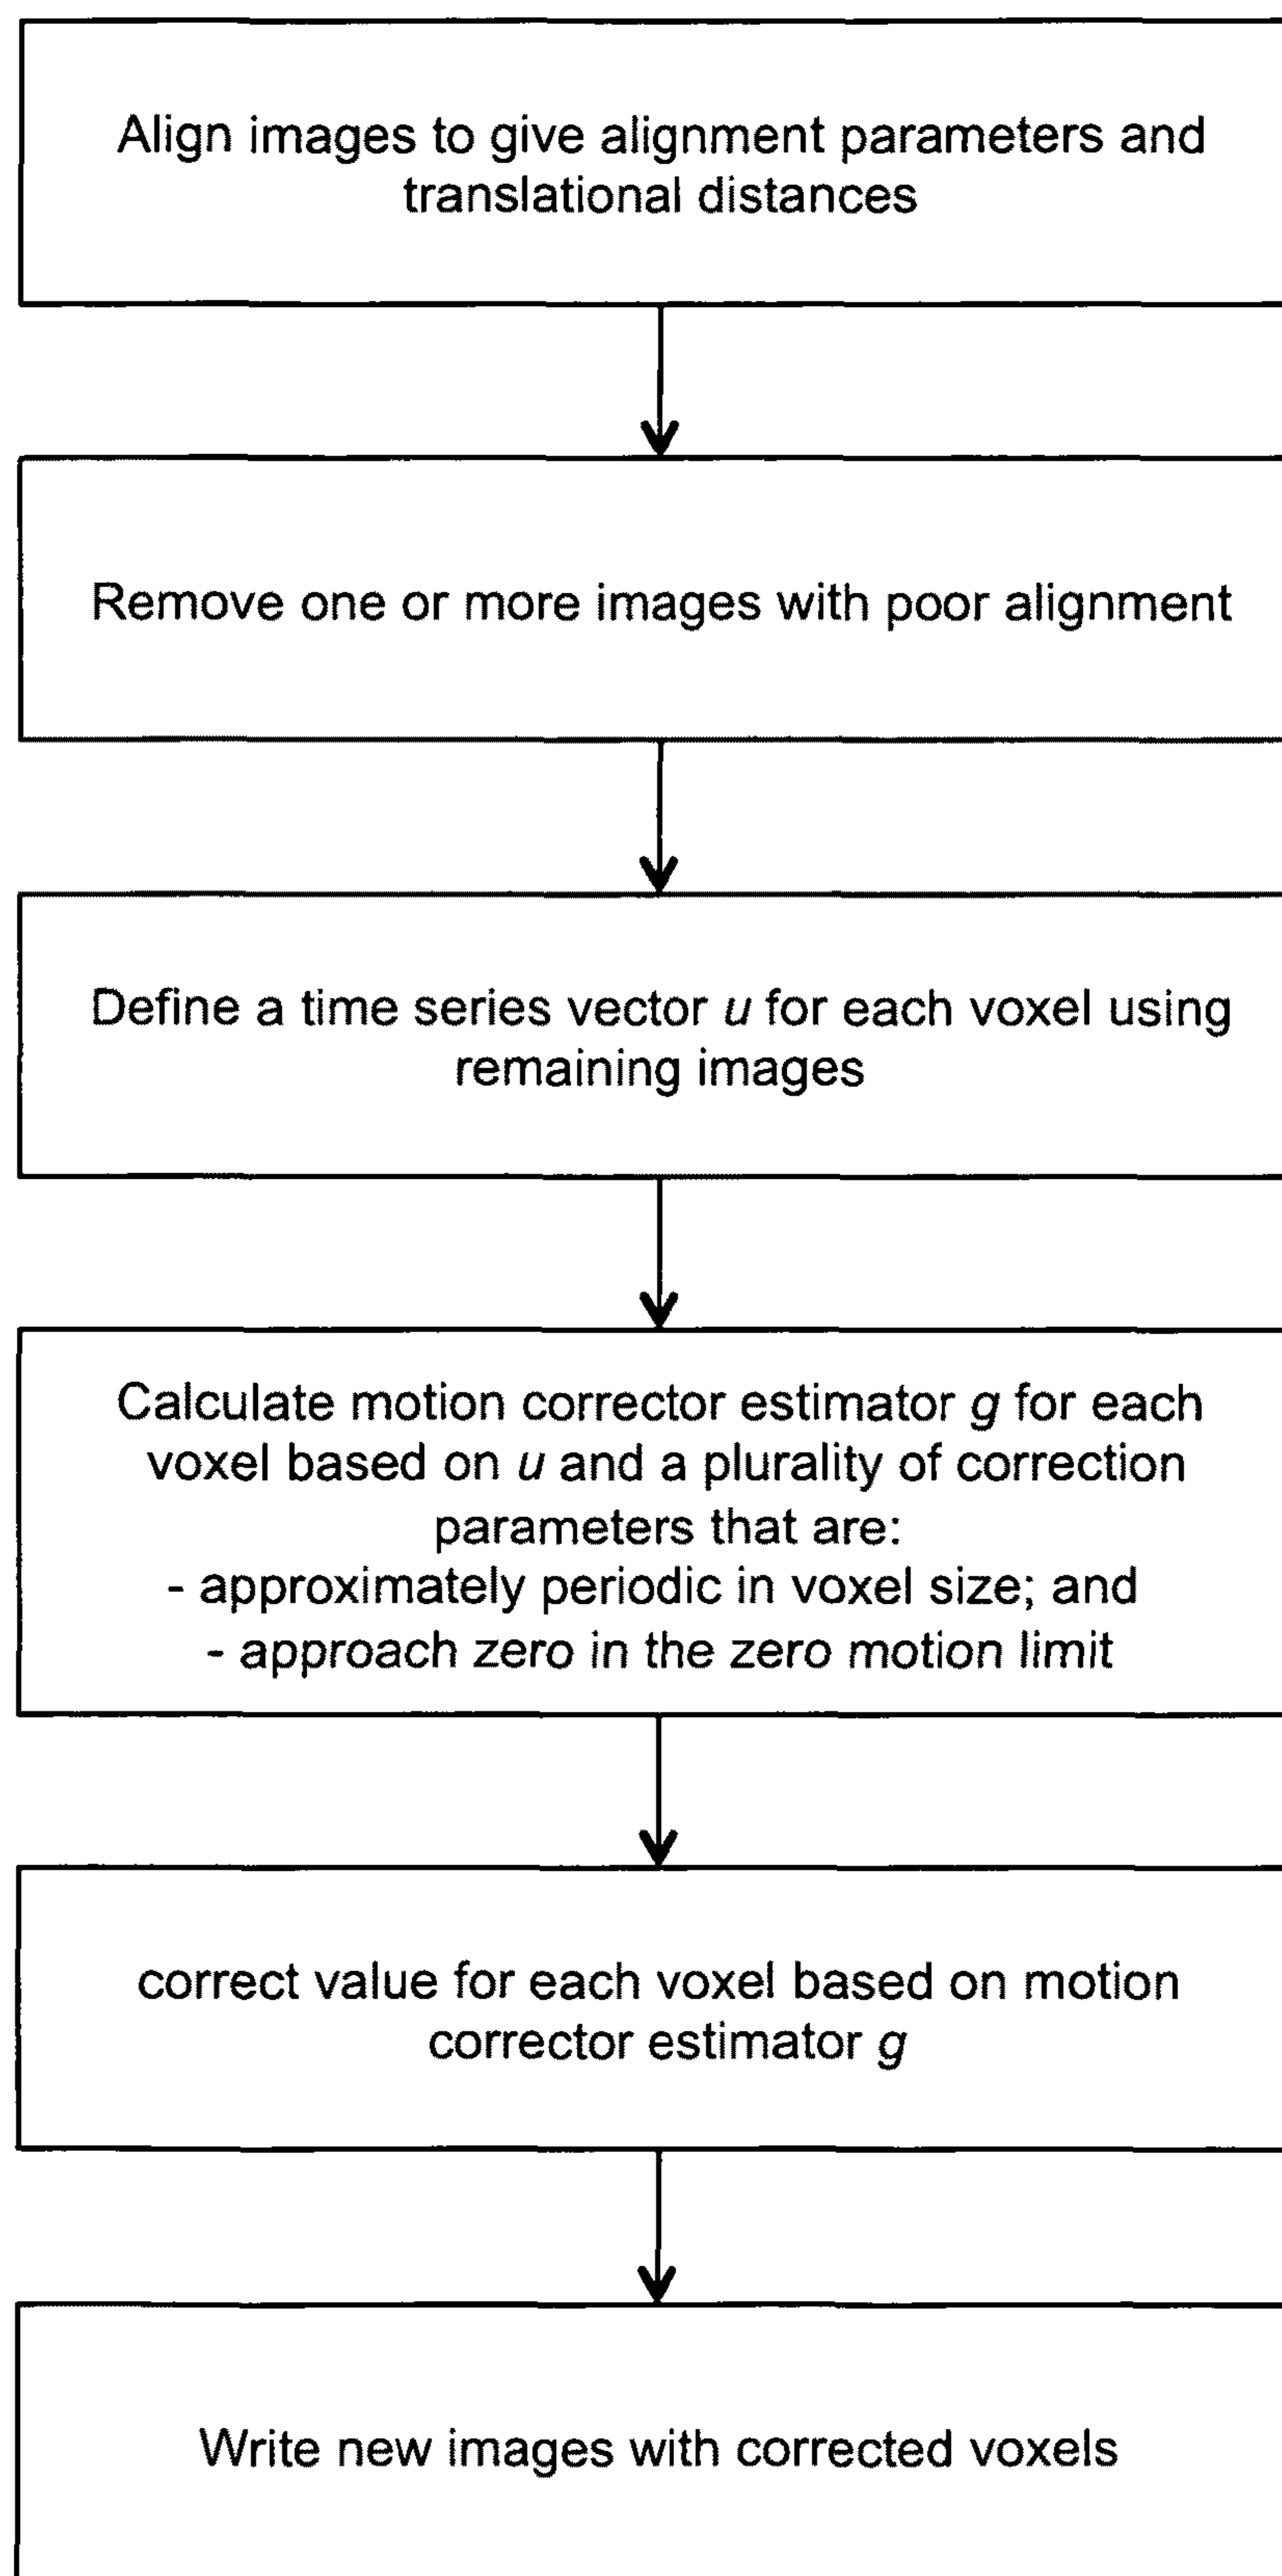 Align images to give alignment parameters and
translational distances
Remove one or more images with poor alignment
Define a time series vector u for each voxel using
remaining images
Calculate motion corrector estimator g for each
voxel based on u and a plurality of correction
parameters that are:
- approximately periodic in voxel size; and
- approach zero in the zero motion limit
correct value for each voxel based on motion
corrector estimator g
Write new images with corrected voxels